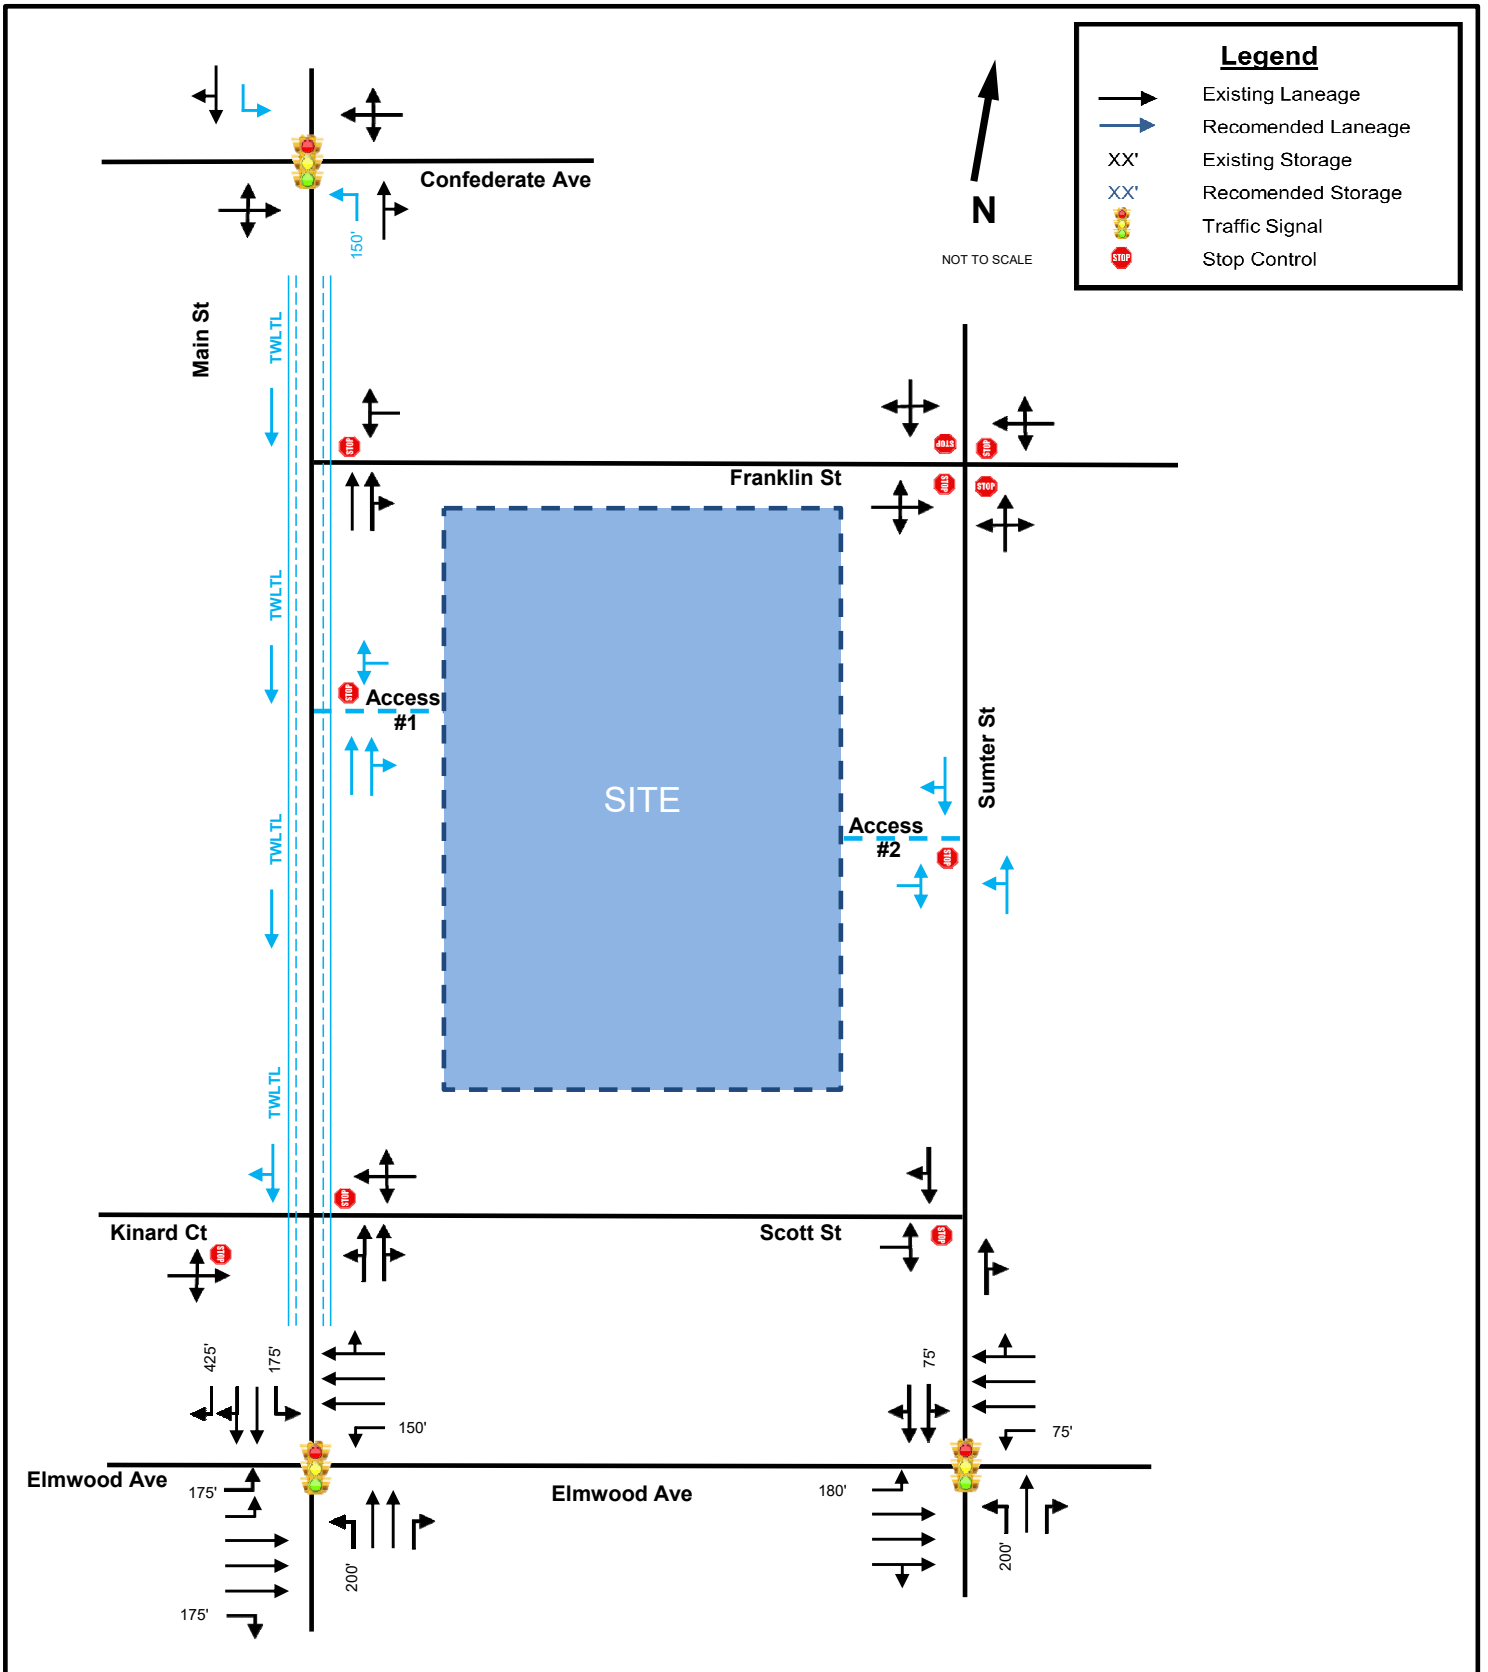 Legend
Existing Laneage
Recomended Laneage
XX' Existing Storage
XX' Recomended Storage
Traffic Signal
STOP Stop Control
N
NOT TO SCALE
Confederate Ave
150'
Main St
TWLTL
STOP
Franklin St
STOP
STOP
STOP
STOP
TWLTL
STOP
Access
#1
SITE
Sumter St
Access
#2
STOP
TWLTL
TWLTL
STOP
Kinard Ct
STOP
Scott St
STOP
425'
175'
150'
75'
75'
Elmwood Ave
175'
Elmwood Ave
180'
200'
200'
175'